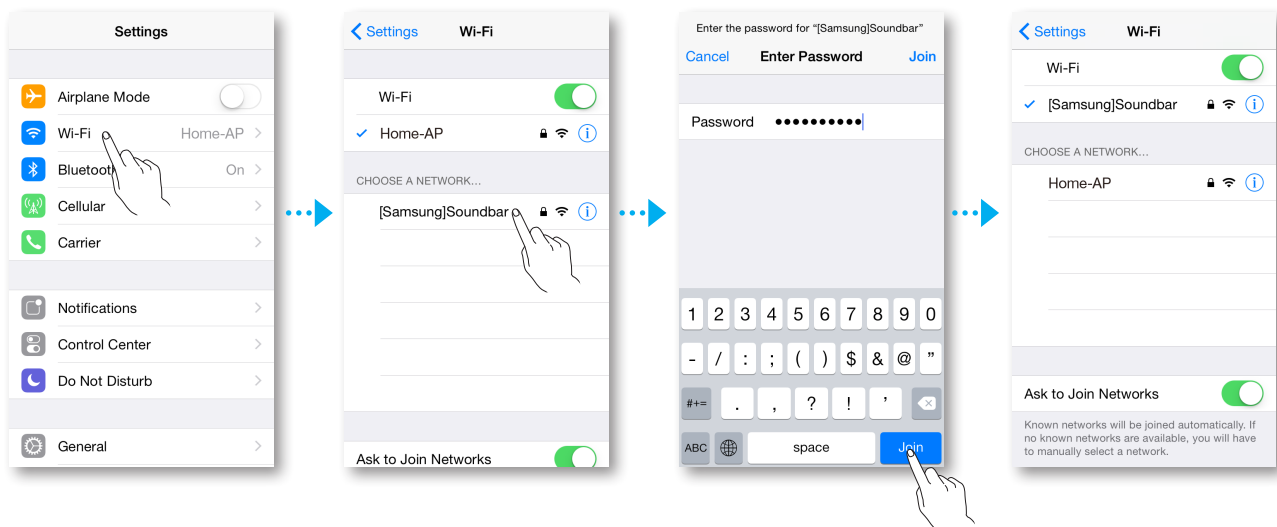 Settings
Airplane Mode
Wi-Fi Home-AP
Bluetoot On
Cellular
Carrier
Notifications
Control Center
Do Not Disturb
General
Settings Wi-Fi
Wi-Fi
Home-AP
CHOOSE A NETWORK...
[Samsung]Soundbar
Ask to Join Networks
Enter the password for “[Samsung]Soundbar”
Cancel Enter Password Join
Password ●●●●●●●●●●
1 2 3 4 5 6 7 8 9 0
- / : ; ( ) $ & @ ”
#+= . , ? ! ’
ABC space Join
Settings Wi-Fi
Wi-Fi
[Samsung]Soundbar
CHOOSE A NETWORK...
Home-AP
Ask to Join Networks
Known networks will be joined automatically. If
no known networks are available, you will have
to manually select a network.